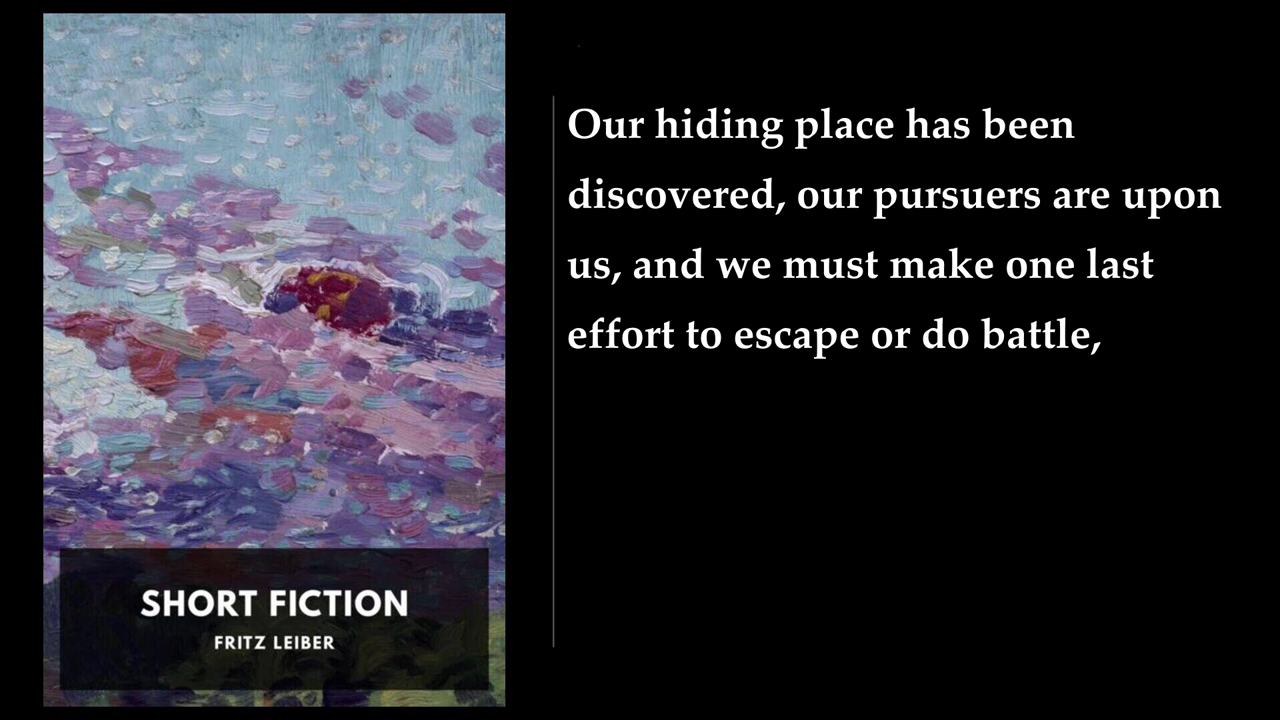 Our hiding place has been
discovered, our pursuers are upon
us, and we must make one last
effort to escape or do battle,
SHORT FICTION
FRITZ LEIBER